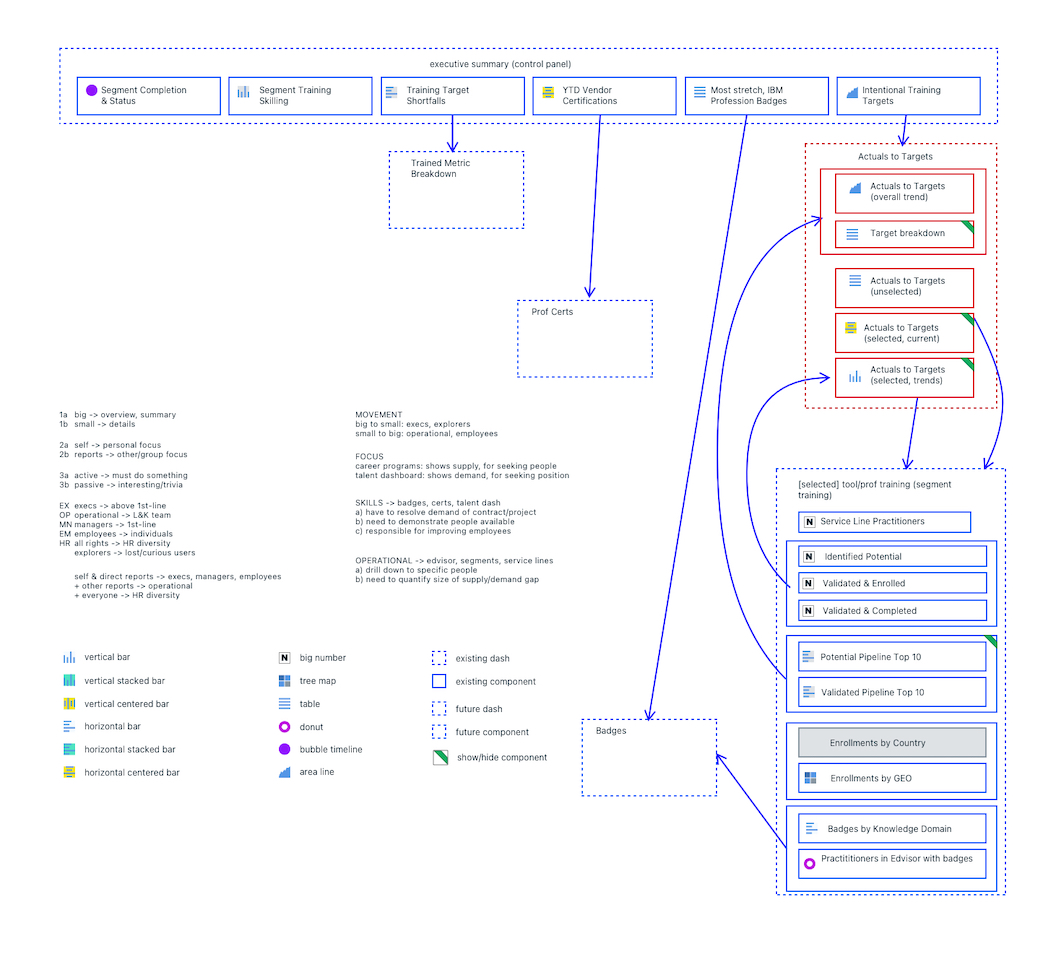 executive summary (control panel)
Segment Completion
& Status
Segment Training
Skilling
Training Target
Shortfalls
YTD Vendor
Certifications
Most stretch, IBM
Profession Badges
Intentional Training
Targets
Trained Metric
Breakdown
Actuals to Targets
Actuals to Targets
(overall trend)
Target breakdown
Actuals to Targets
(unselected)
Actuals to Targets
(selected, current)
Actuals to Targets
(selected, trends)
Prof Certs
1a big -> overview, summary
1b small -> details
2a self -> personal focus
2b reports -> other/group focus
3a active -> must do something
3b passive -> interesting/trivia
EX execs -> above 1st-line
OP operational -> L&K team
MN managers -> 1st-line
EM employees -> individuals
HR all rights -> HR diversity
explorers -> lost/curious users
self & direct reports -> execs, managers, employees
+ other reports -> operational
+ everyone -> HR diversity
MOVEMENT
big to small: execs, explorers
small to big: operational, employees
FOCUS
career programs: shows supply, for seeking people
talent dashboard: shows demand, for seeking position
SKILLS -> badges, certs, talent dash
a) have to resolve demand of contract/project
b) need to demonstrate people available
c) responsible for improving employees
OPERATIONAL -> edvisor, segments, service lines
a) drill down to specific people
b) need to quantify size of supply/demand gap
[selected] tool/prof training (segment
training)
N Service Line Practitioners
N Identified Potential
N Validated & Enrolled
N Validated & Completed
Potential Pipeline Top 10
Validated Pipeline Top 10
Enrollments by Country
Enrollments by GEO
Badges by Knowledge Domain
Practitioners in Edvisor with badges
Badges
vertical bar
vertical stacked bar
vertical centered bar
horizontal bar
horizontal stacked bar
horizontal centered bar
N big number
tree map
table
donut
bubble timeline
area line
existing dash
existing component
future dash
future component
show/hide component